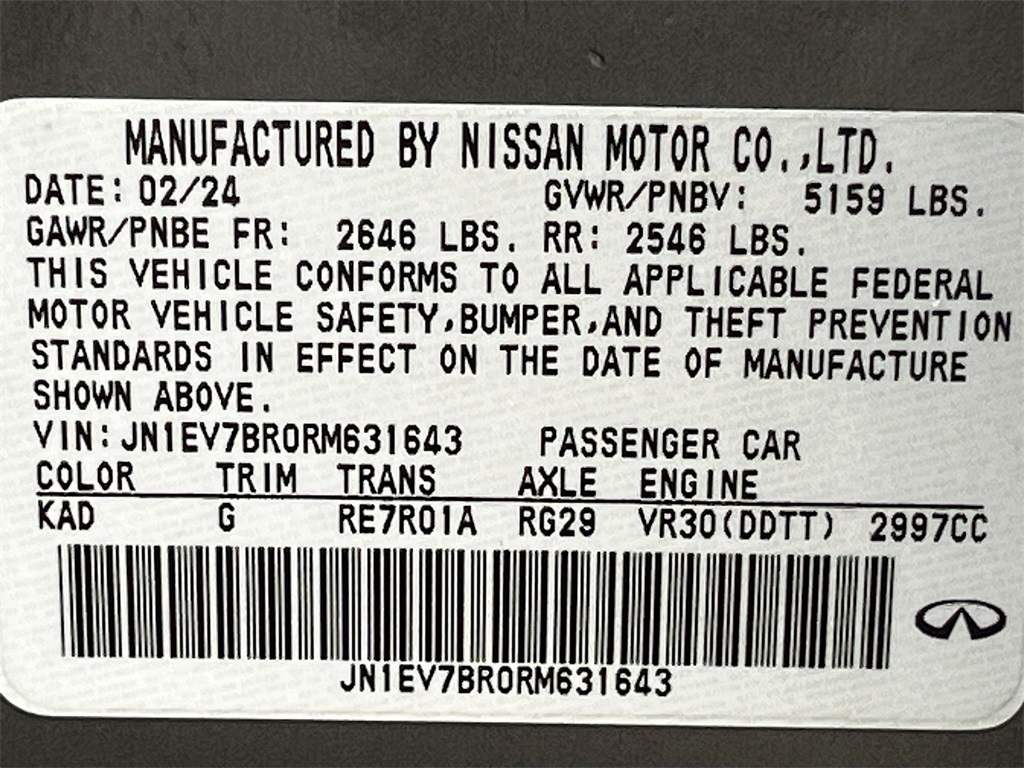 MANUFACTURED BY NISSAN MOTOR CO.,LTD.
DATE: 02/24 GVWR/PNBV: 5159 LBS.
GAWR/PNBE FR: 2646 LBS. RR: 2546 LBS.
THIS VEHICLE CONFORMS TO ALL APPLICABLE FEDERAL
MOTOR VEHICLE SAFETY,BUMPER,AND THEFT PREVENTION
STANDARDS IN EFFECT ON THE DATE OF MANUFACTURE
SHOWN ABOVE.
VIN: JN1EV7BR0RM631643 PASSENGER CAR
COLOR TRIM TRANS AXLE ENGINE
KAD G RE7R01A RG29 VR30(DDTT) 2997CC
JN1EV7BR0RM631643